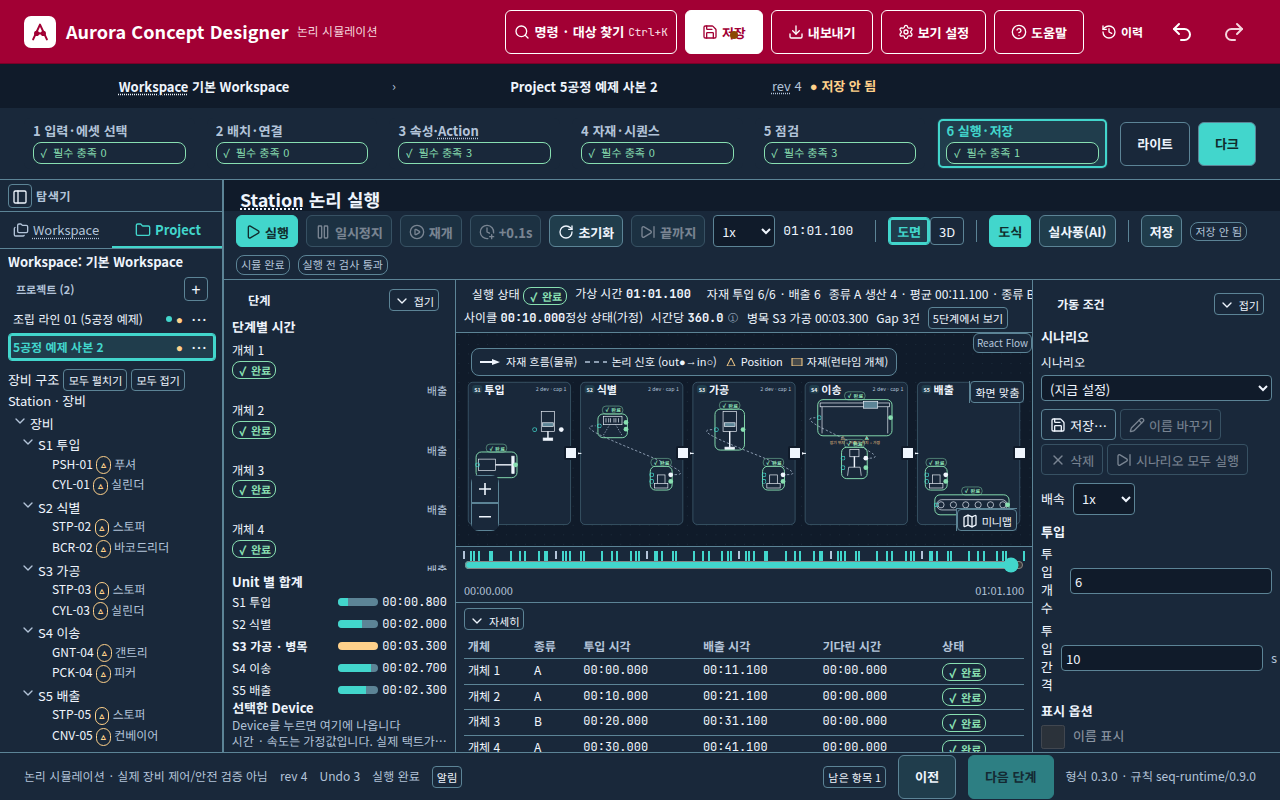 Aurora Concept Designer 논리 시뮬레이션
명령 · 대상 찾기 Ctrl+K
내보내기
보기 설정
도움말
이력
Workspace 기본 Workspace › Project 5공정 예제 사본 2 rev 4 ● 저장 안 됨
1 입력·에셋 선택
✓ 필수 충족 0
2 배치·연결
✓ 필수 충족 0
3 속성·Action
✓ 필수 충족 3
4 자재·시퀀스
✓ 필수 충족 0
5 점검
✓ 필수 충족 3
6 실행·저장
✓ 필수 충족 1
라이트
다크
탐색기
Workspace
Project
Workspace: 기본 Workspace
프로젝트 (2)
+
조립 라인 01 (5공정 예제) ● ● ···
5공정 예제 사본 2 ● ···
장비 구조 모두 펼치기 모두 접기
Station · 장비
장비
S1 투입
PSH-01 푸셔
CYL-01 실린더
S2 식별
STP-02 스토퍼
BCR-02 바코드리더
S3 가공
STP-03 스토퍼
CYL-03 실린더
S4 이송
GNT-04 갠트리
PCK-04 피커
S5 배출
STP-05 스토퍼
CNV-05 컨베이어
Station 논리 실행
실행
일시정지
재개
+0.1s
초기화
끝까지
1x
01:01.100
도면
3D
도식
실사풍(AI)
저장
저장 안 됨
시뮬 완료
실행 전 검사 통과
단계
접기
단계별 시간
개체 1
✓ 완료
배출
개체 2
✓ 완료
배출
개체 3
✓ 완료
배출
개체 4
✓ 완료
배출
Unit 별 합계
S1 투입 00:00.800
S2 식별 00:02.000
S3 가공 · 병목 00:03.300
S4 이송 00:02.700
S5 배출 00:02.300
선택한 Device
Device를 누르면 여기에 나옵니다
시간 · 속도는 가정값입니다. 실제 택트가···
실행 상태 ✓ 완료 가상 시간 01:01.100 자재 투입 6/6 · 배출 6 종류 A 생산 4 · 평균 00:11.100 · 종류 B
사이클 00:10.000 정상 상태(가정) 시간당 360.0 ⓘ 병목 S3 가공 00:03.300 Gap 3건 5단계에서 보기
React Flow
자재 흐름(물류) 논리 신호 (out●→in○) △ Position 자재(런타임 개체)
S1 투입 2 dev · cap 1
S2 식별 2 dev · cap 1
S3 가공 2 dev · cap 1
S4 이송 2 dev · cap 1
S5 배출
화면 맞춤
✓ 완료
✓ 완료
✓ 완료
✓ 완료
✓ 완료
✓ 완료
✓ 완료
✓ 완료
✓ 완료
+
−
미니맵
00:00.000
01:01.100
자세히
개체 종류 투입 시각 배출 시각 기다린 시간 상태
개체 1 A 00:00.000 00:11.100 00:00.000 ✓ 완료
개체 2 A 00:10.000 00:21.100 00:00.000 ✓ 완료
개체 3 B 00:20.000 00:31.100 00:00.000 ✓ 완료
개체 4 A 00:30.000 00:41.100 00:00.000 ✓ 완료
가동 조건
접기
시나리오
시나리오
(지금 설정)
저장···
이름 바꾸기
삭제
시나리오 모두 실행
배속 1x
투입
투입 개수 6
투입 간격 10 s
표시 옵션
이름 표시
논리 시뮬레이션 · 실제 장비 제어/안전 검증 아님 rev 4 Undo 3 실행 완료 알림
남은 항목 1
이전
다음 단계
형식 0.3.0 · 규칙 seq-runtime/0.9.0